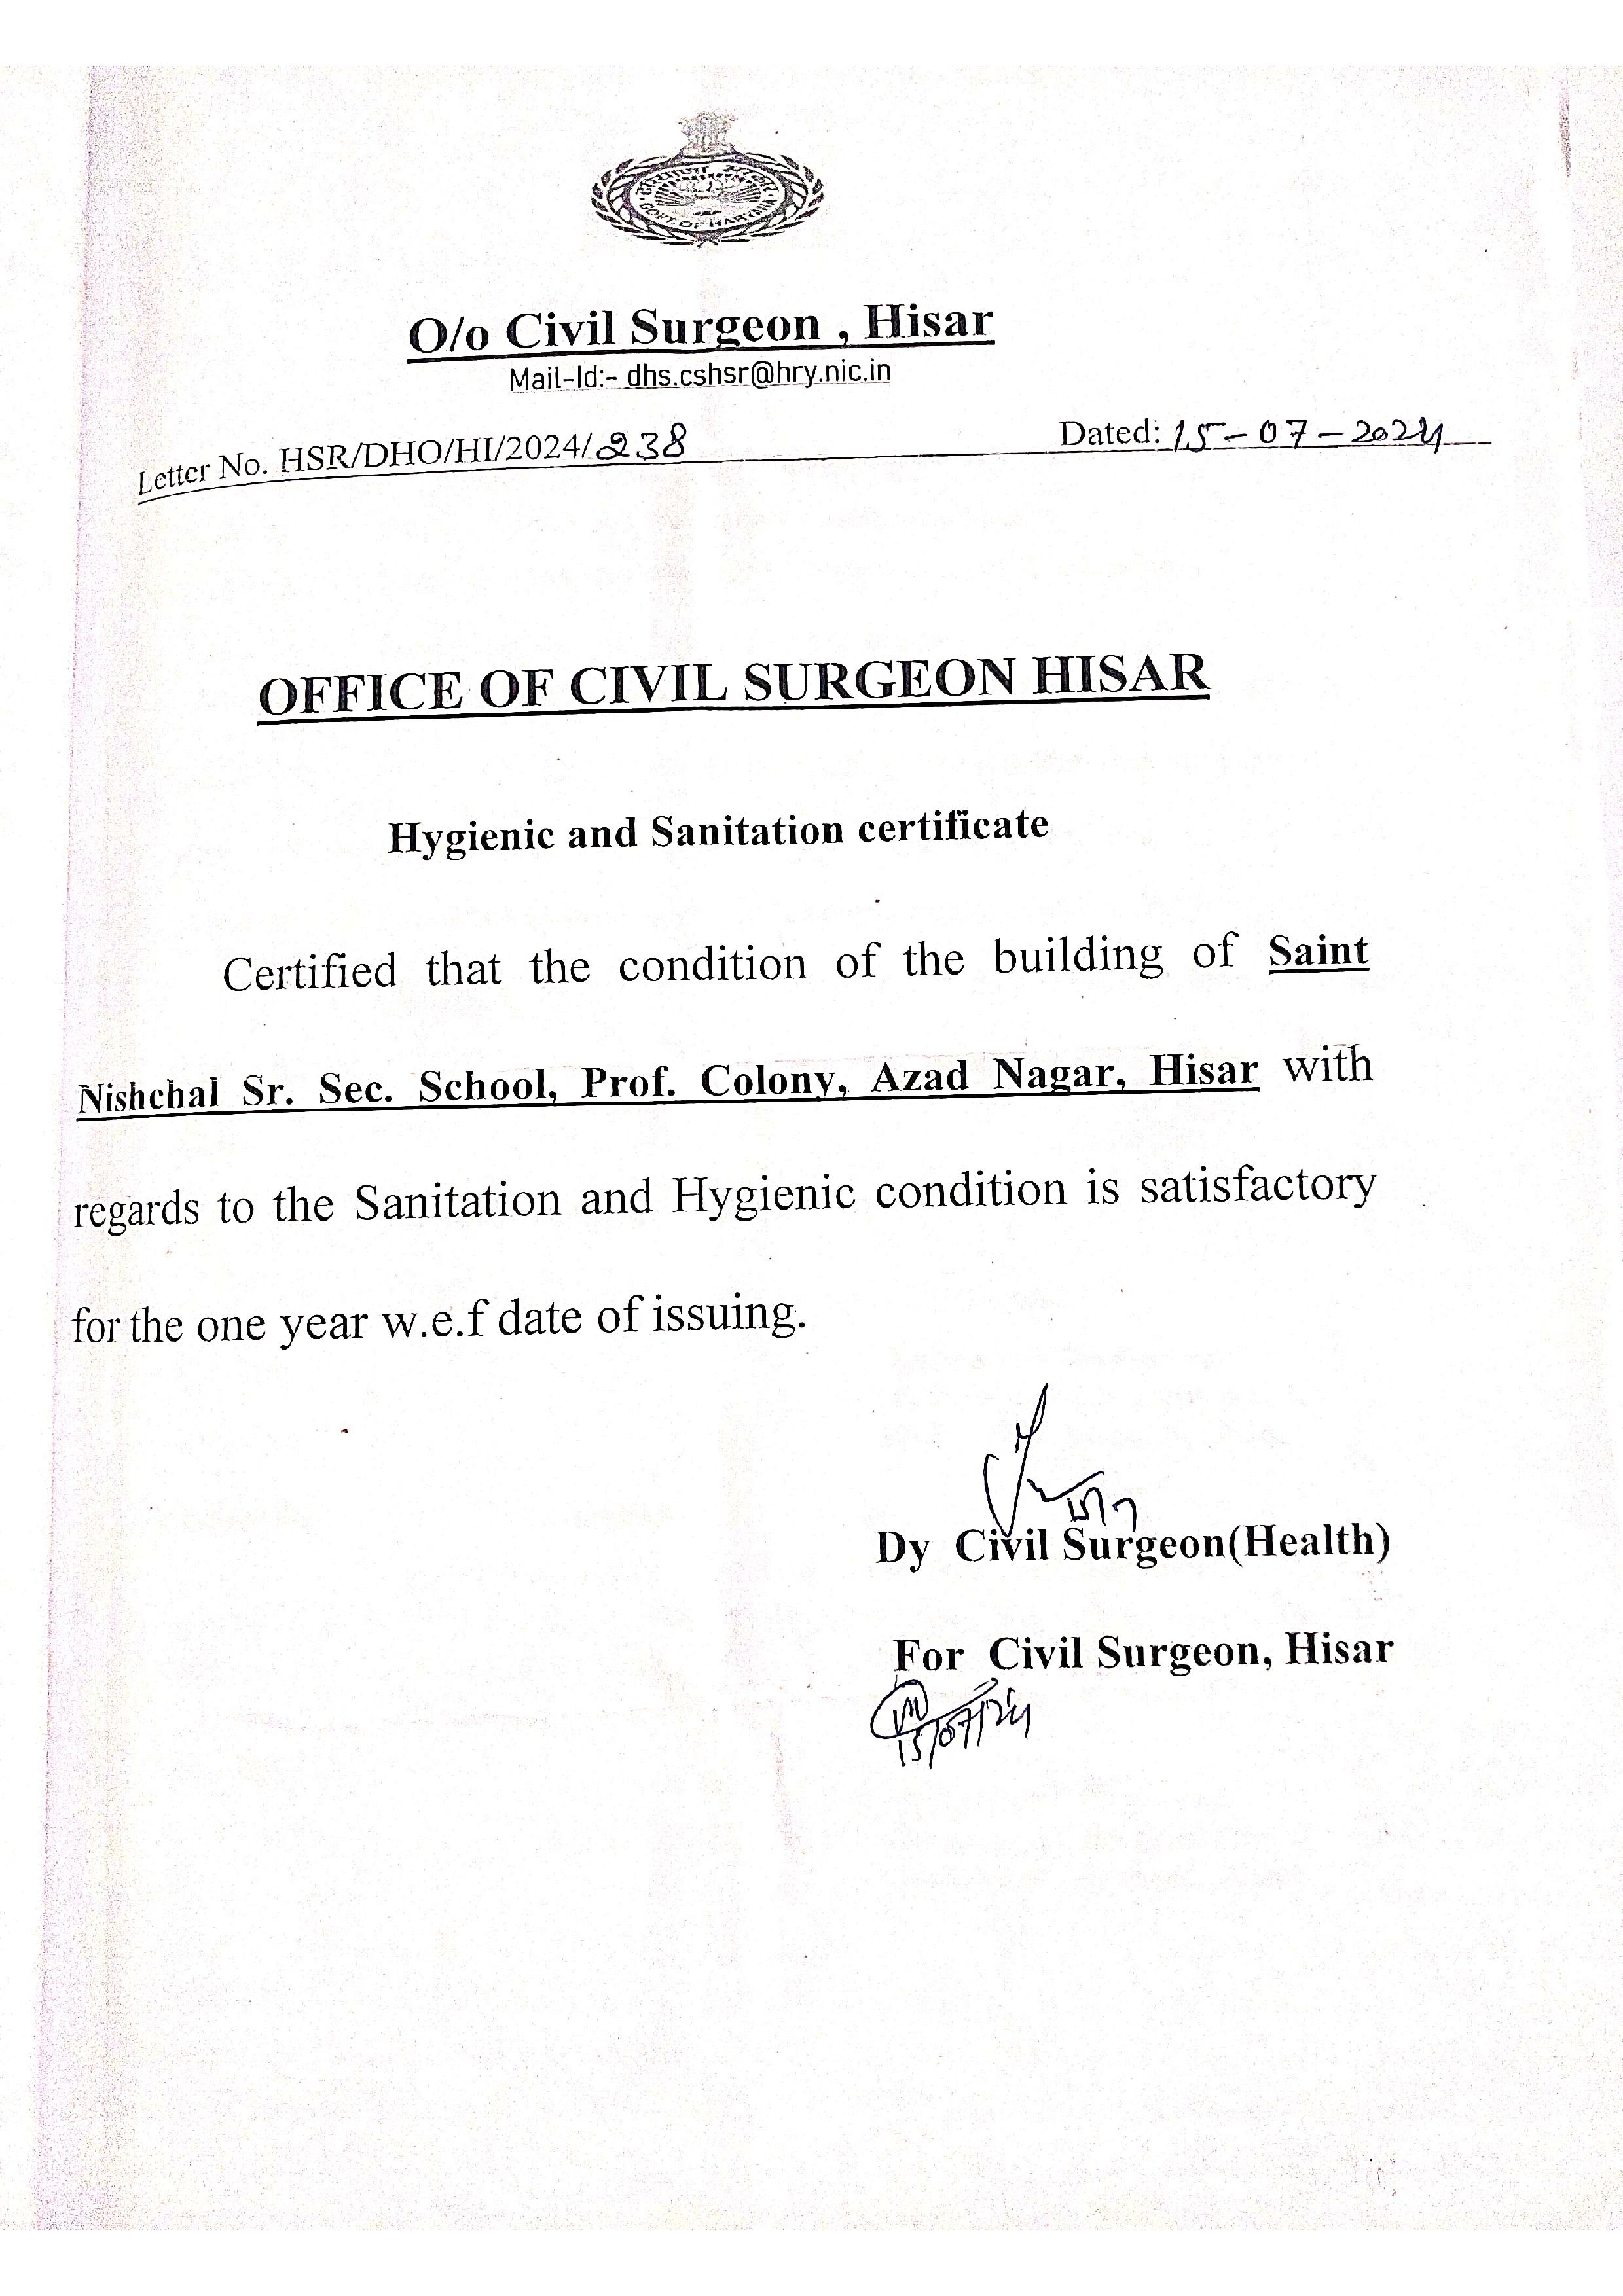 GOVT. OF HARYANA
O/o Civil Surgeon , Hisar
Mail-Id:- dhs.cshsr@hry.nic.in
Letter No. HSR/DHO/HI/2024/238 Dated: 15-07-2024
OFFICE OF CIVIL SURGEON HISAR
Hygienic and Sanitation certificate
Certified that the condition of the building of Saint
Nishchal Sr. Sec. School, Prof. Colony, Azad Nagar, Hisar with
regards to the Sanitation and Hygienic condition is satisfactory
for the one year w.e.f date of issuing.
15/7
Dy Civil Surgeon(Health)
For Civil Surgeon, Hisar
15/07/24